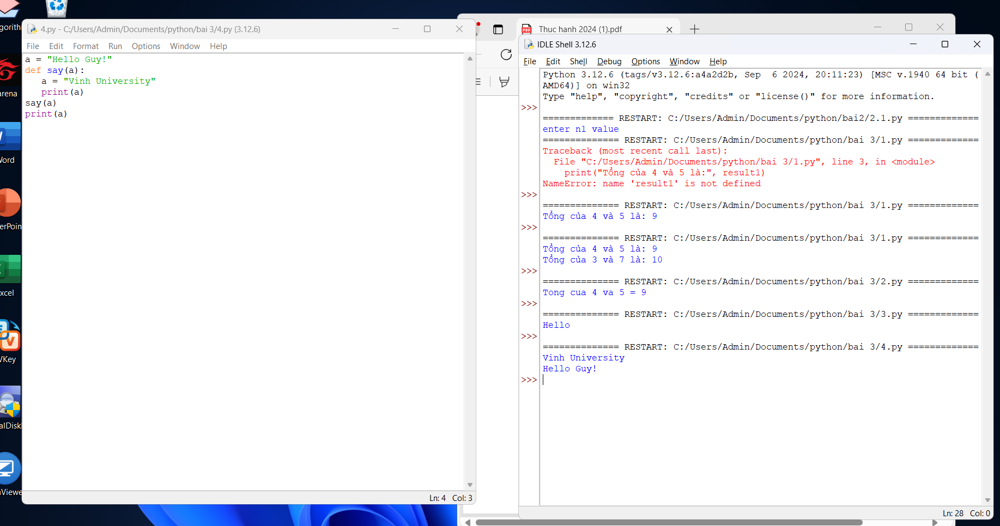 gorith
rena
Word
erPoin
xcel
VKey
alDisk
Viewe
4.py - C:/Users/Admin/Documents/python/bai 3/4.py (3.12.6)
File Edit Format Run Options Window Help
a = "Hello Guy!"
def say(a):
   a = "Vinh University"
   print(a)
say(a)
print(a)
Ln: 4 Col: 3
Thuc hanh 2024 (1).pdf
IDLE Shell 3.12.6
File Edit Shell Debug Options Window Help
Python 3.12.6 (tags/v3.12.6:a4a2d2b, Sep  6 2024, 20:11:23) [MSC v.1940 64 bit (
AMD64)] on win32
Type "help", "copyright", "credits" or "license()" for more information.
>>>
============= RESTART: C:/Users/Admin/Documents/python/bai2/2.1.py =============
enter n1 value
============== RESTART: C:/Users/Admin/Documents/python/bai 3/1.py =============
Traceback (most recent call last):
  File "C:/Users/Admin/Documents/python/bai 3/1.py", line 3, in <module>
    print("Tổng của 4 và 5 là:", result1)
NameError: name 'result1' is not defined
>>>
============== RESTART: C:/Users/Admin/Documents/python/bai 3/1.py =============
Tổng của 4 và 5 là: 9
>>>
============== RESTART: C:/Users/Admin/Documents/python/bai 3/1.py =============
Tổng của 4 và 5 là: 9
Tổng của 3 và 7 là: 10
>>>
============== RESTART: C:/Users/Admin/Documents/python/bai 3/2.py =============
Tong cua 4 va 5 = 9
>>>
============== RESTART: C:/Users/Admin/Documents/python/bai 3/3.py =============
Hello
>>>
============== RESTART: C:/Users/Admin/Documents/python/bai 3/4.py =============
Vinh University
Hello Guy!
>>>
Ln: 28 Col: 0